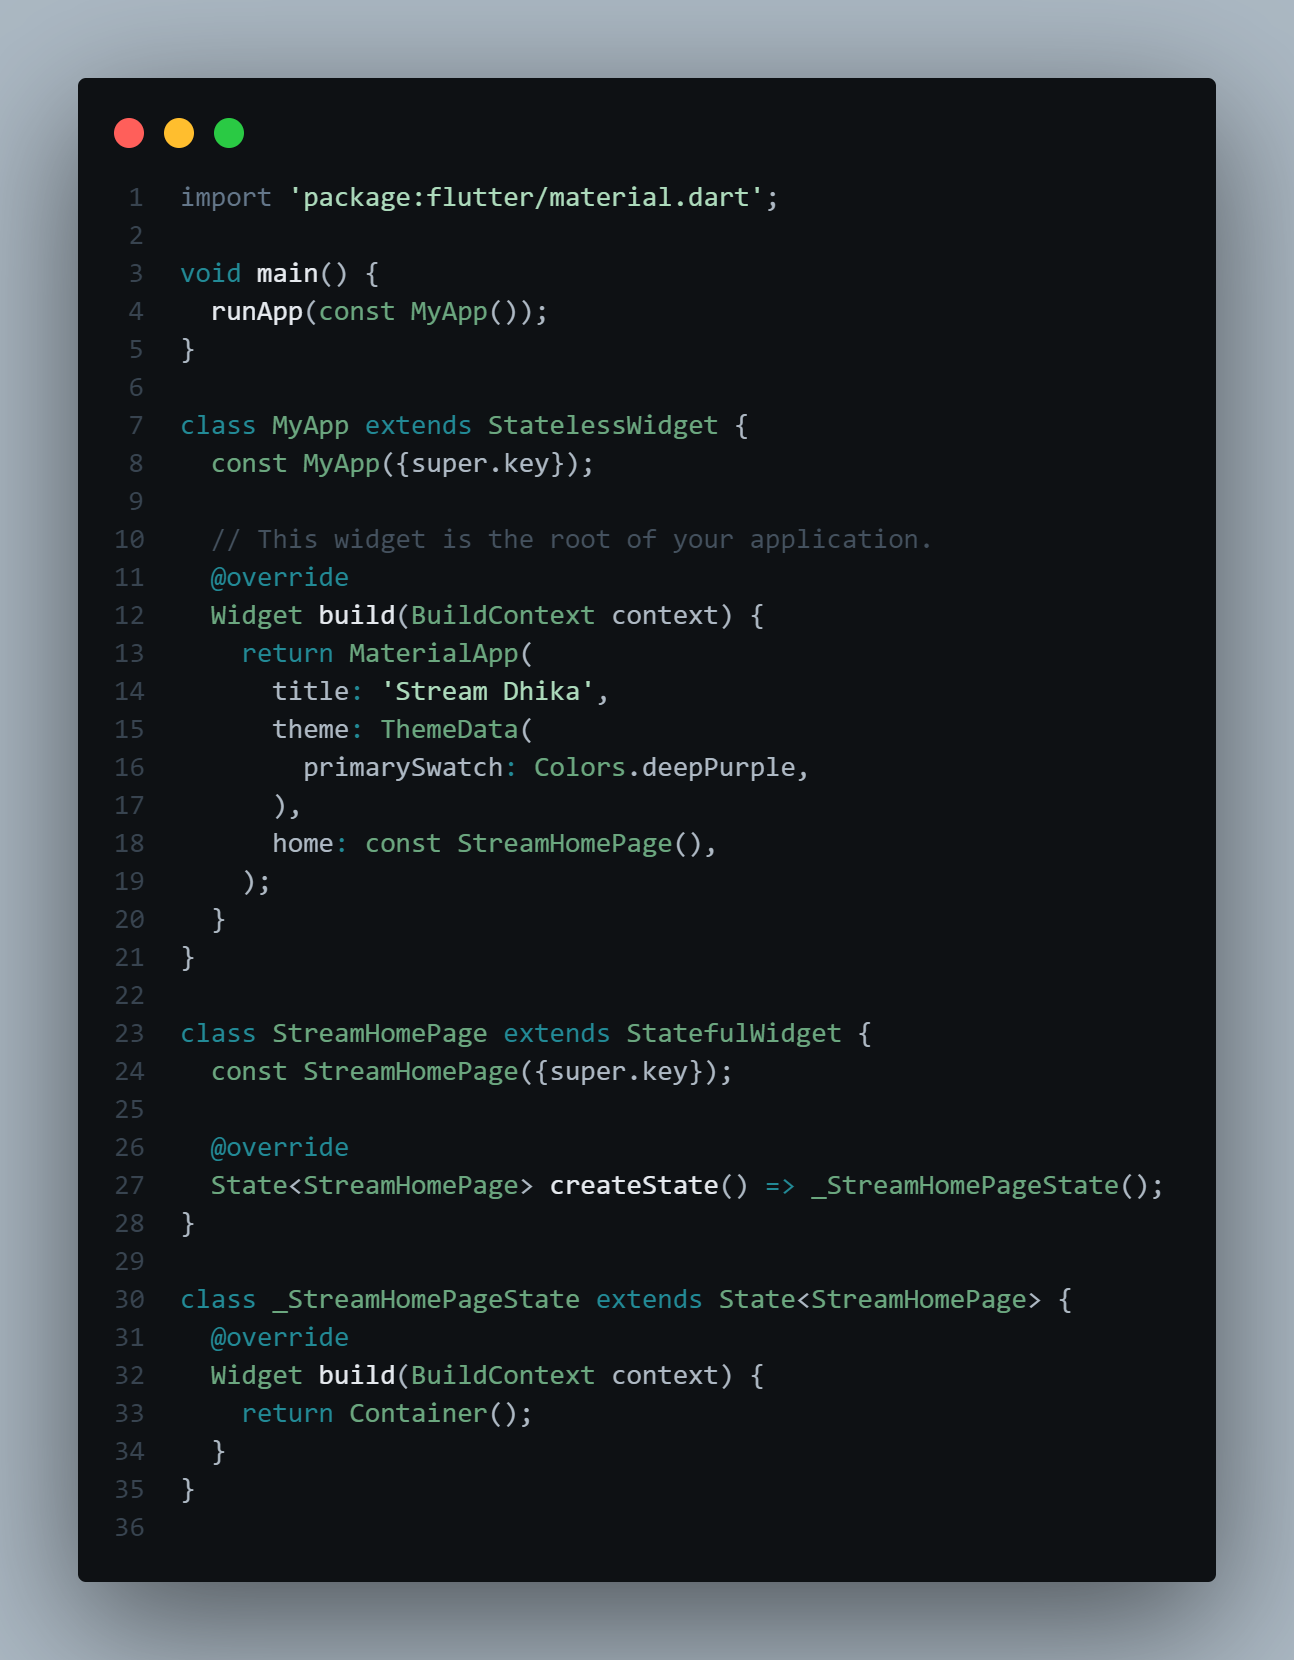 1 import 'package:flutter/material.dart';
2
3 void main() {
4   runApp(const MyApp());
5 }
6
7 class MyApp extends StatelessWidget {
8   const MyApp({super.key});
9
10   // This widget is the root of your application.
11   @override
12   Widget build(BuildContext context) {
13     return MaterialApp(
14       title: 'Stream Dhika',
15       theme: ThemeData(
16         primarySwatch: Colors.deepPurple,
17       ),
18       home: const StreamHomePage(),
19     );
20   }
21 }
22
23 class StreamHomePage extends StatefulWidget {
24   const StreamHomePage({super.key});
25
26   @override
27   State<StreamHomePage> createState() => _StreamHomePageState();
28 }
29
30 class _StreamHomePageState extends State<StreamHomePage> {
31   @override
32   Widget build(BuildContext context) {
33     return Container();
34   }
35 }
36